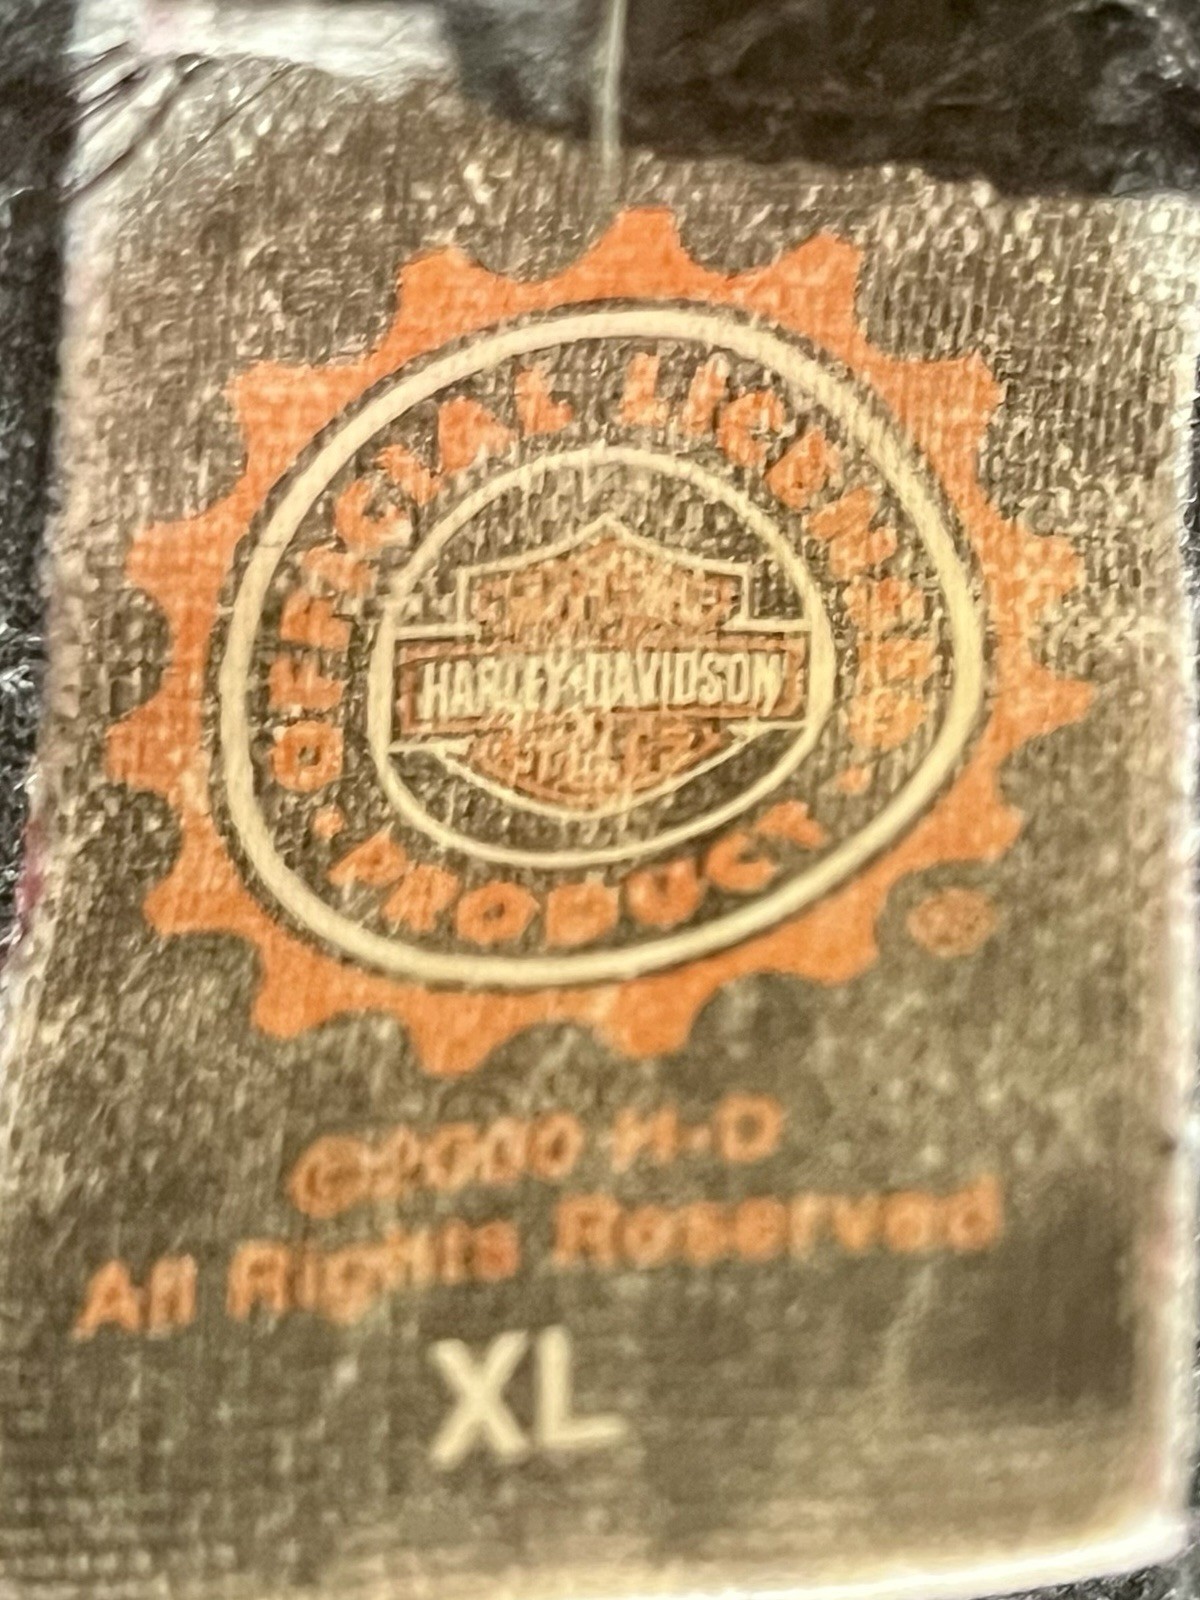 OFFICIAL LICENSED
HARLEY-DAVIDSON
• PRODUCT •
©2000 H-D
All Rights Reserved
XL